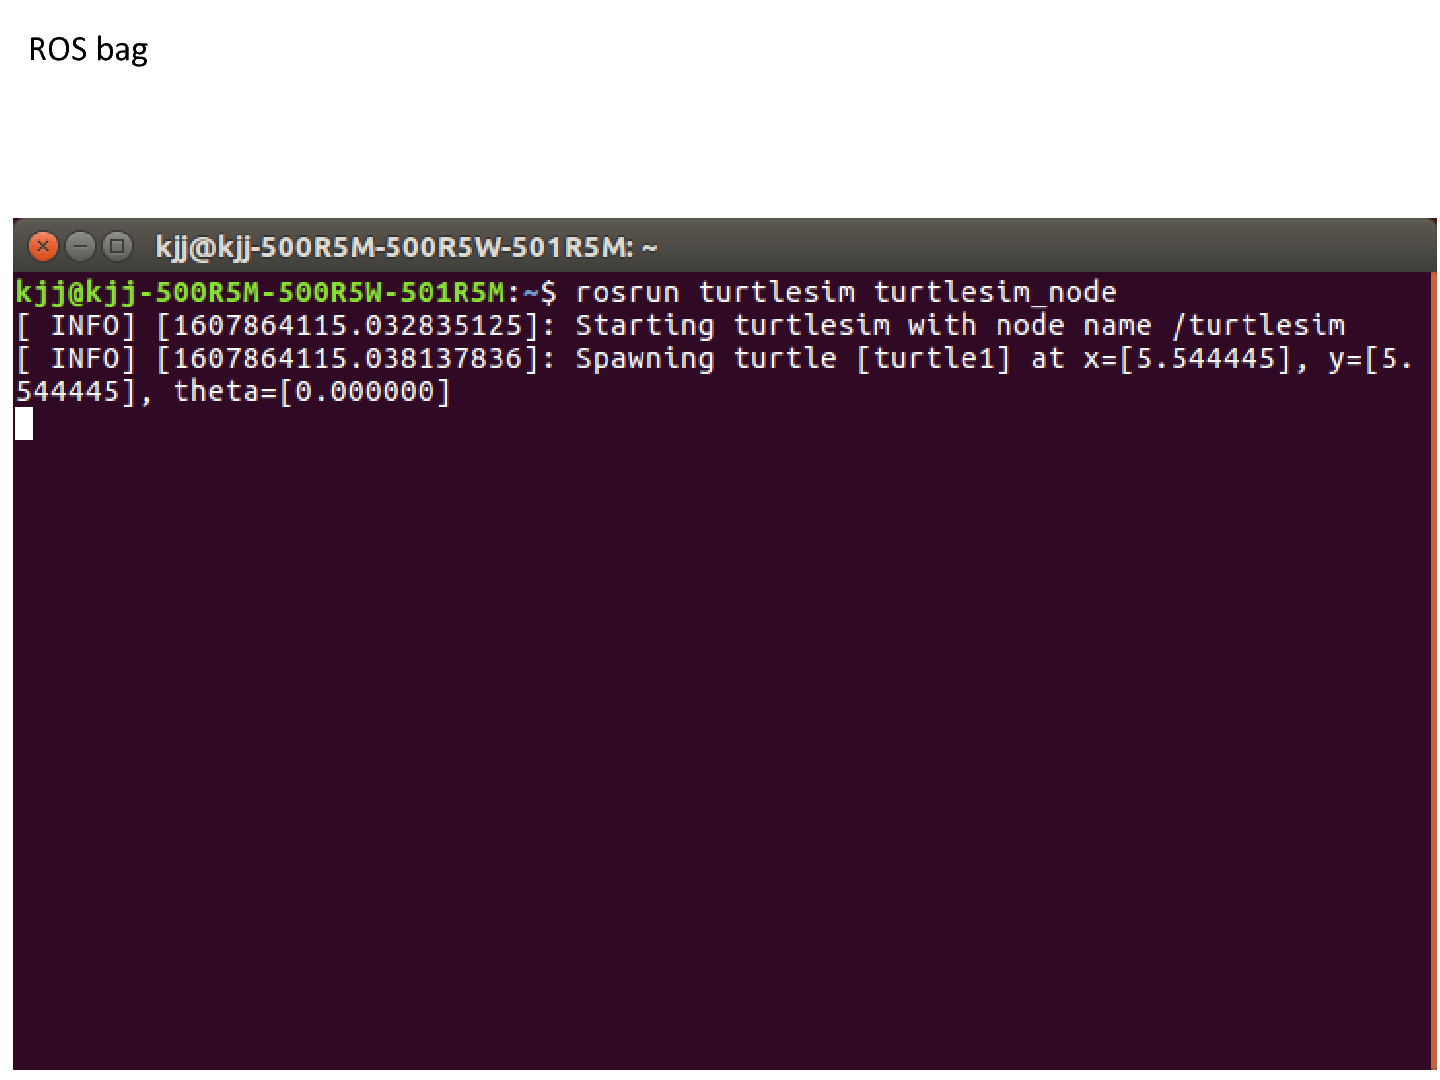 ROS bag
kjj@kjj-500R5M-500R5W-501R5M: ~
kjj@kjj-500R5M-500R5W-501R5M:~$ rosrun turtlesim turtlesim_node
[ INFO] [1607864115.032835125]: Starting turtlesim with node name /turtlesim
[ INFO] [1607864115.038137836]: Spawning turtle [turtle1] at x=[5.544445], y=[5.
544445], theta=[0.000000]